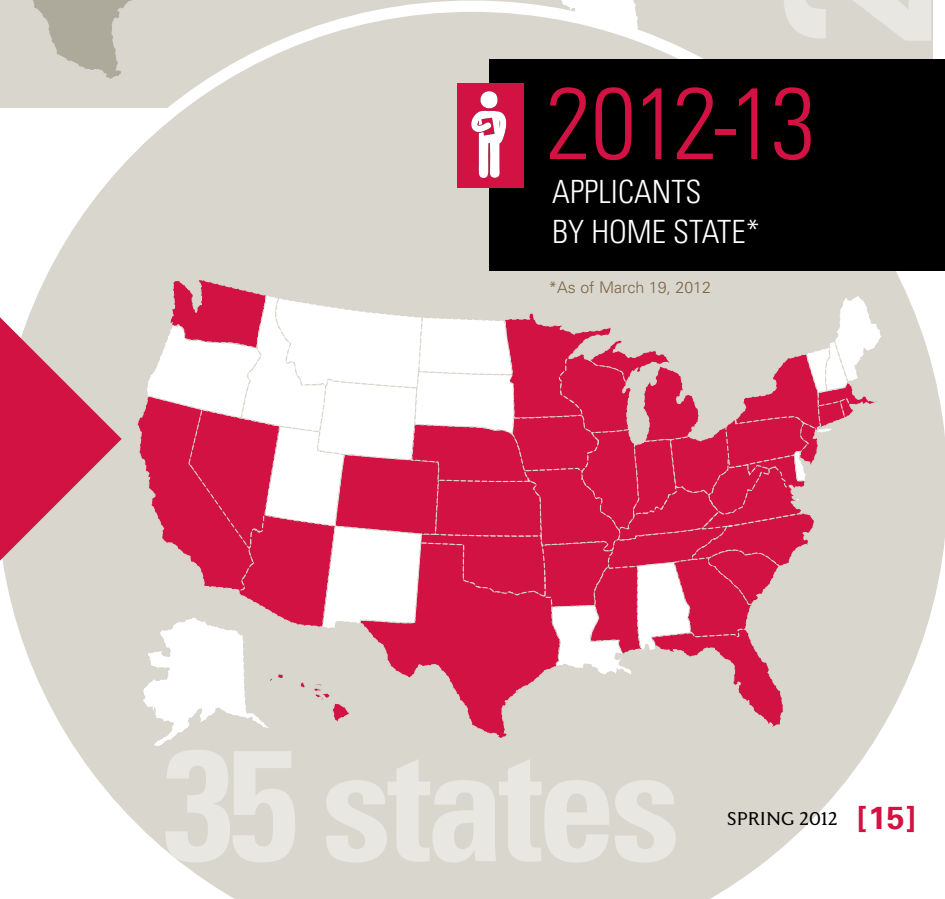 2012-13
APPLICANTS
BY HOME STATE*
*As of March 19, 2012
35 states
SPRING 2012 [15]